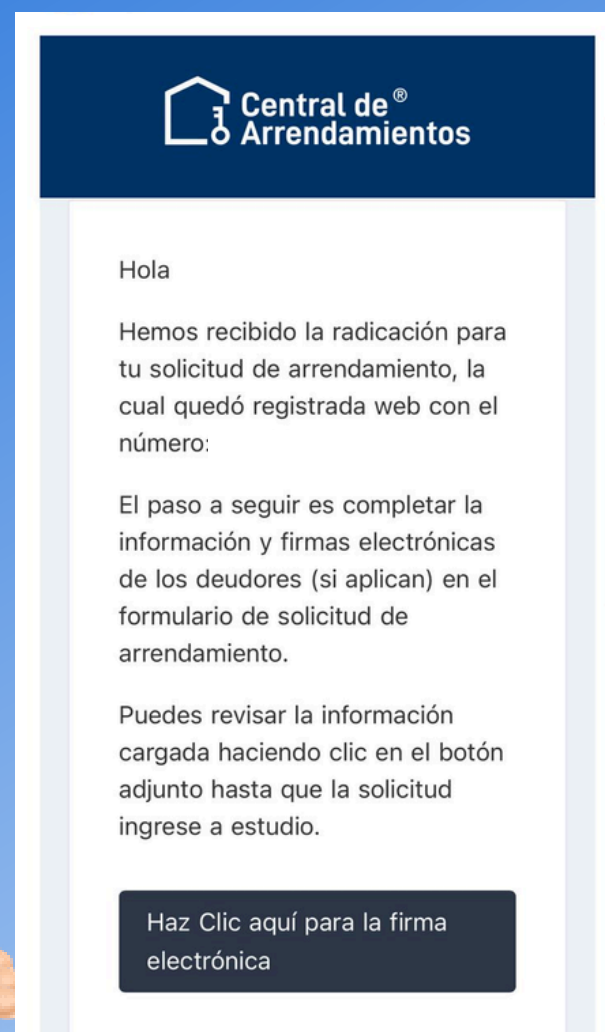 Central de ®
Arrendamientos
Hola
Hemos recibido la radicación para
tu solicitud de arrendamiento, la
cual quedó registrada web con el
número:
El paso a seguir es completar la
información y firmas electrónicas
de los deudores (si aplican) en el
formulario de solicitud de
arrendamiento.
Puedes revisar la información
cargada haciendo clic en el botón
adjunto hasta que la solicitud
ingrese a estudio.
Haz Clic aquí para la firma
electrónica